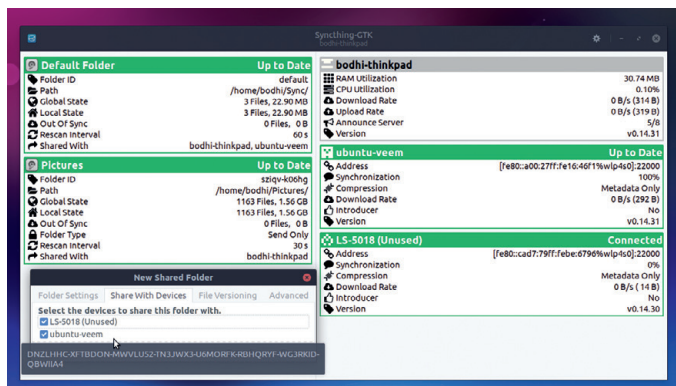 Syncthing-GTK
bodhi-thinkpad
Default Folder Up to Date
Folder ID default
Path /home/bodhi/Sync/
Global State 3 Files, 22.90 MB
Local State 3 Files, 22.90 MB
Out Of Sync 0 Files, 0 B
Rescan Interval 60 s
Shared With bodhi-thinkpad, ubuntu-veem
Pictures Up to Date
Folder ID sziqv-k06hg
Path /home/bodhi/Pictures/
Global State 1163 Files, 1.56 GB
Local State 1163 Files, 1.56 GB
Out Of Sync 0 Files, 0 B
Folder Type Send Only
Rescan Interval 30 s
Shared With bodhi-thinkpad
New Shared Folder
Folder Settings Share With Devices File Versioning Advanced
Select the devices to share this folder with.
LS-5018 (Unused)
ubuntu-veem
DNZLHHC-XFTBDON-MWVLUS2-TN3JWX3-U6MORFK-RBHQRYF-WG3RKID-
QBWIIA4
bodhi-thinkpad
RAM Utilization 30.74 MB
CPU Utilization 0.10%
Download Rate 0 B/s (314 B)
Upload Rate 0 B/s (319 B)
Announce Server 5/8
Version v0.14.31
ubuntu-veem Up to Date
Address [fe80::a00:27ff:fe16:46f1%wlp4s0]:22000
Synchronization 100%
Compression Metadata Only
Download Rate 0 B/s (292 B)
Introducer No
Version v0.14.31
LS-5018 (Unused) Connected
Address [fe80::cad7:79ff:febe:6796%wlp4s0]:22000
Synchronization 0%
Compression Metadata Only
Download Rate 0 B/s ( 14 B)
Introducer No
Version v0.14.30